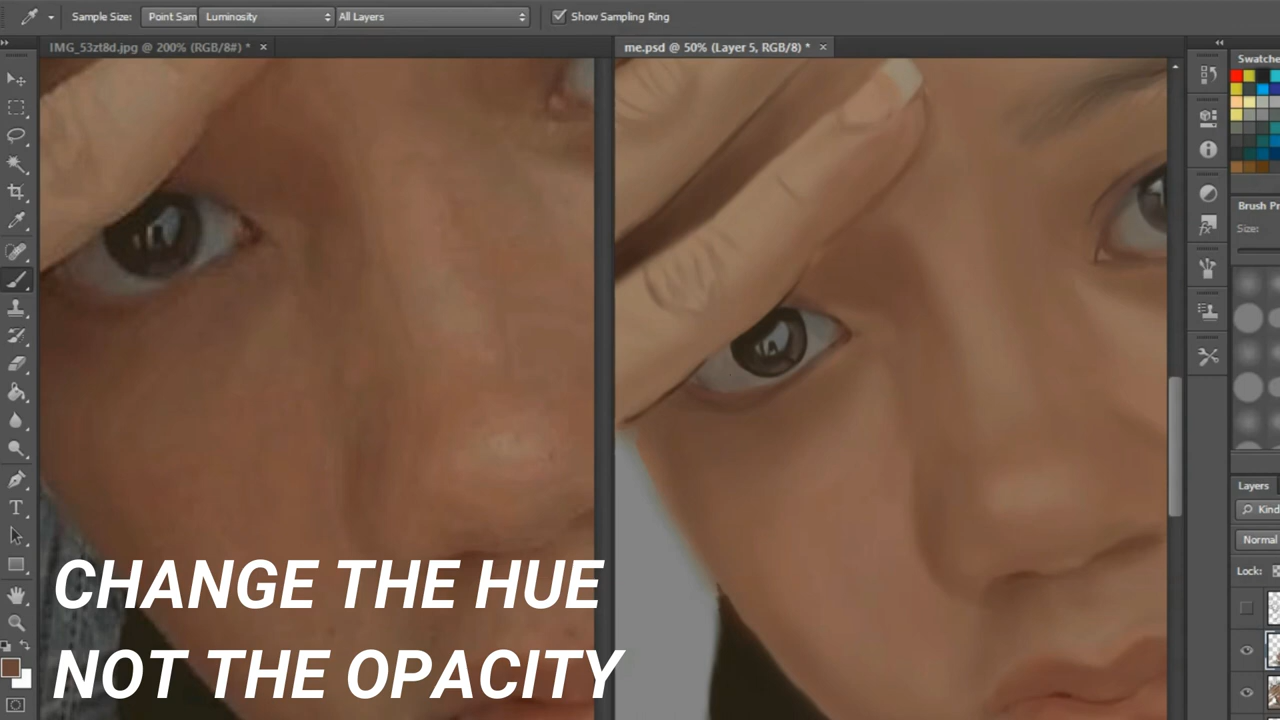 Sample Size: Point Sam Luminosity All Layers Show Sampling Ring
IMG_53zt8d.jpg @ 200% (RGB/8#) * × me.psd @ 50% (Layer 5, RGB/8) * ×
Swatche
Brush Pr
Size:
Layers
Kind
Normal
Lock:
CHANGE THE HUE
NOT THE OPACITY